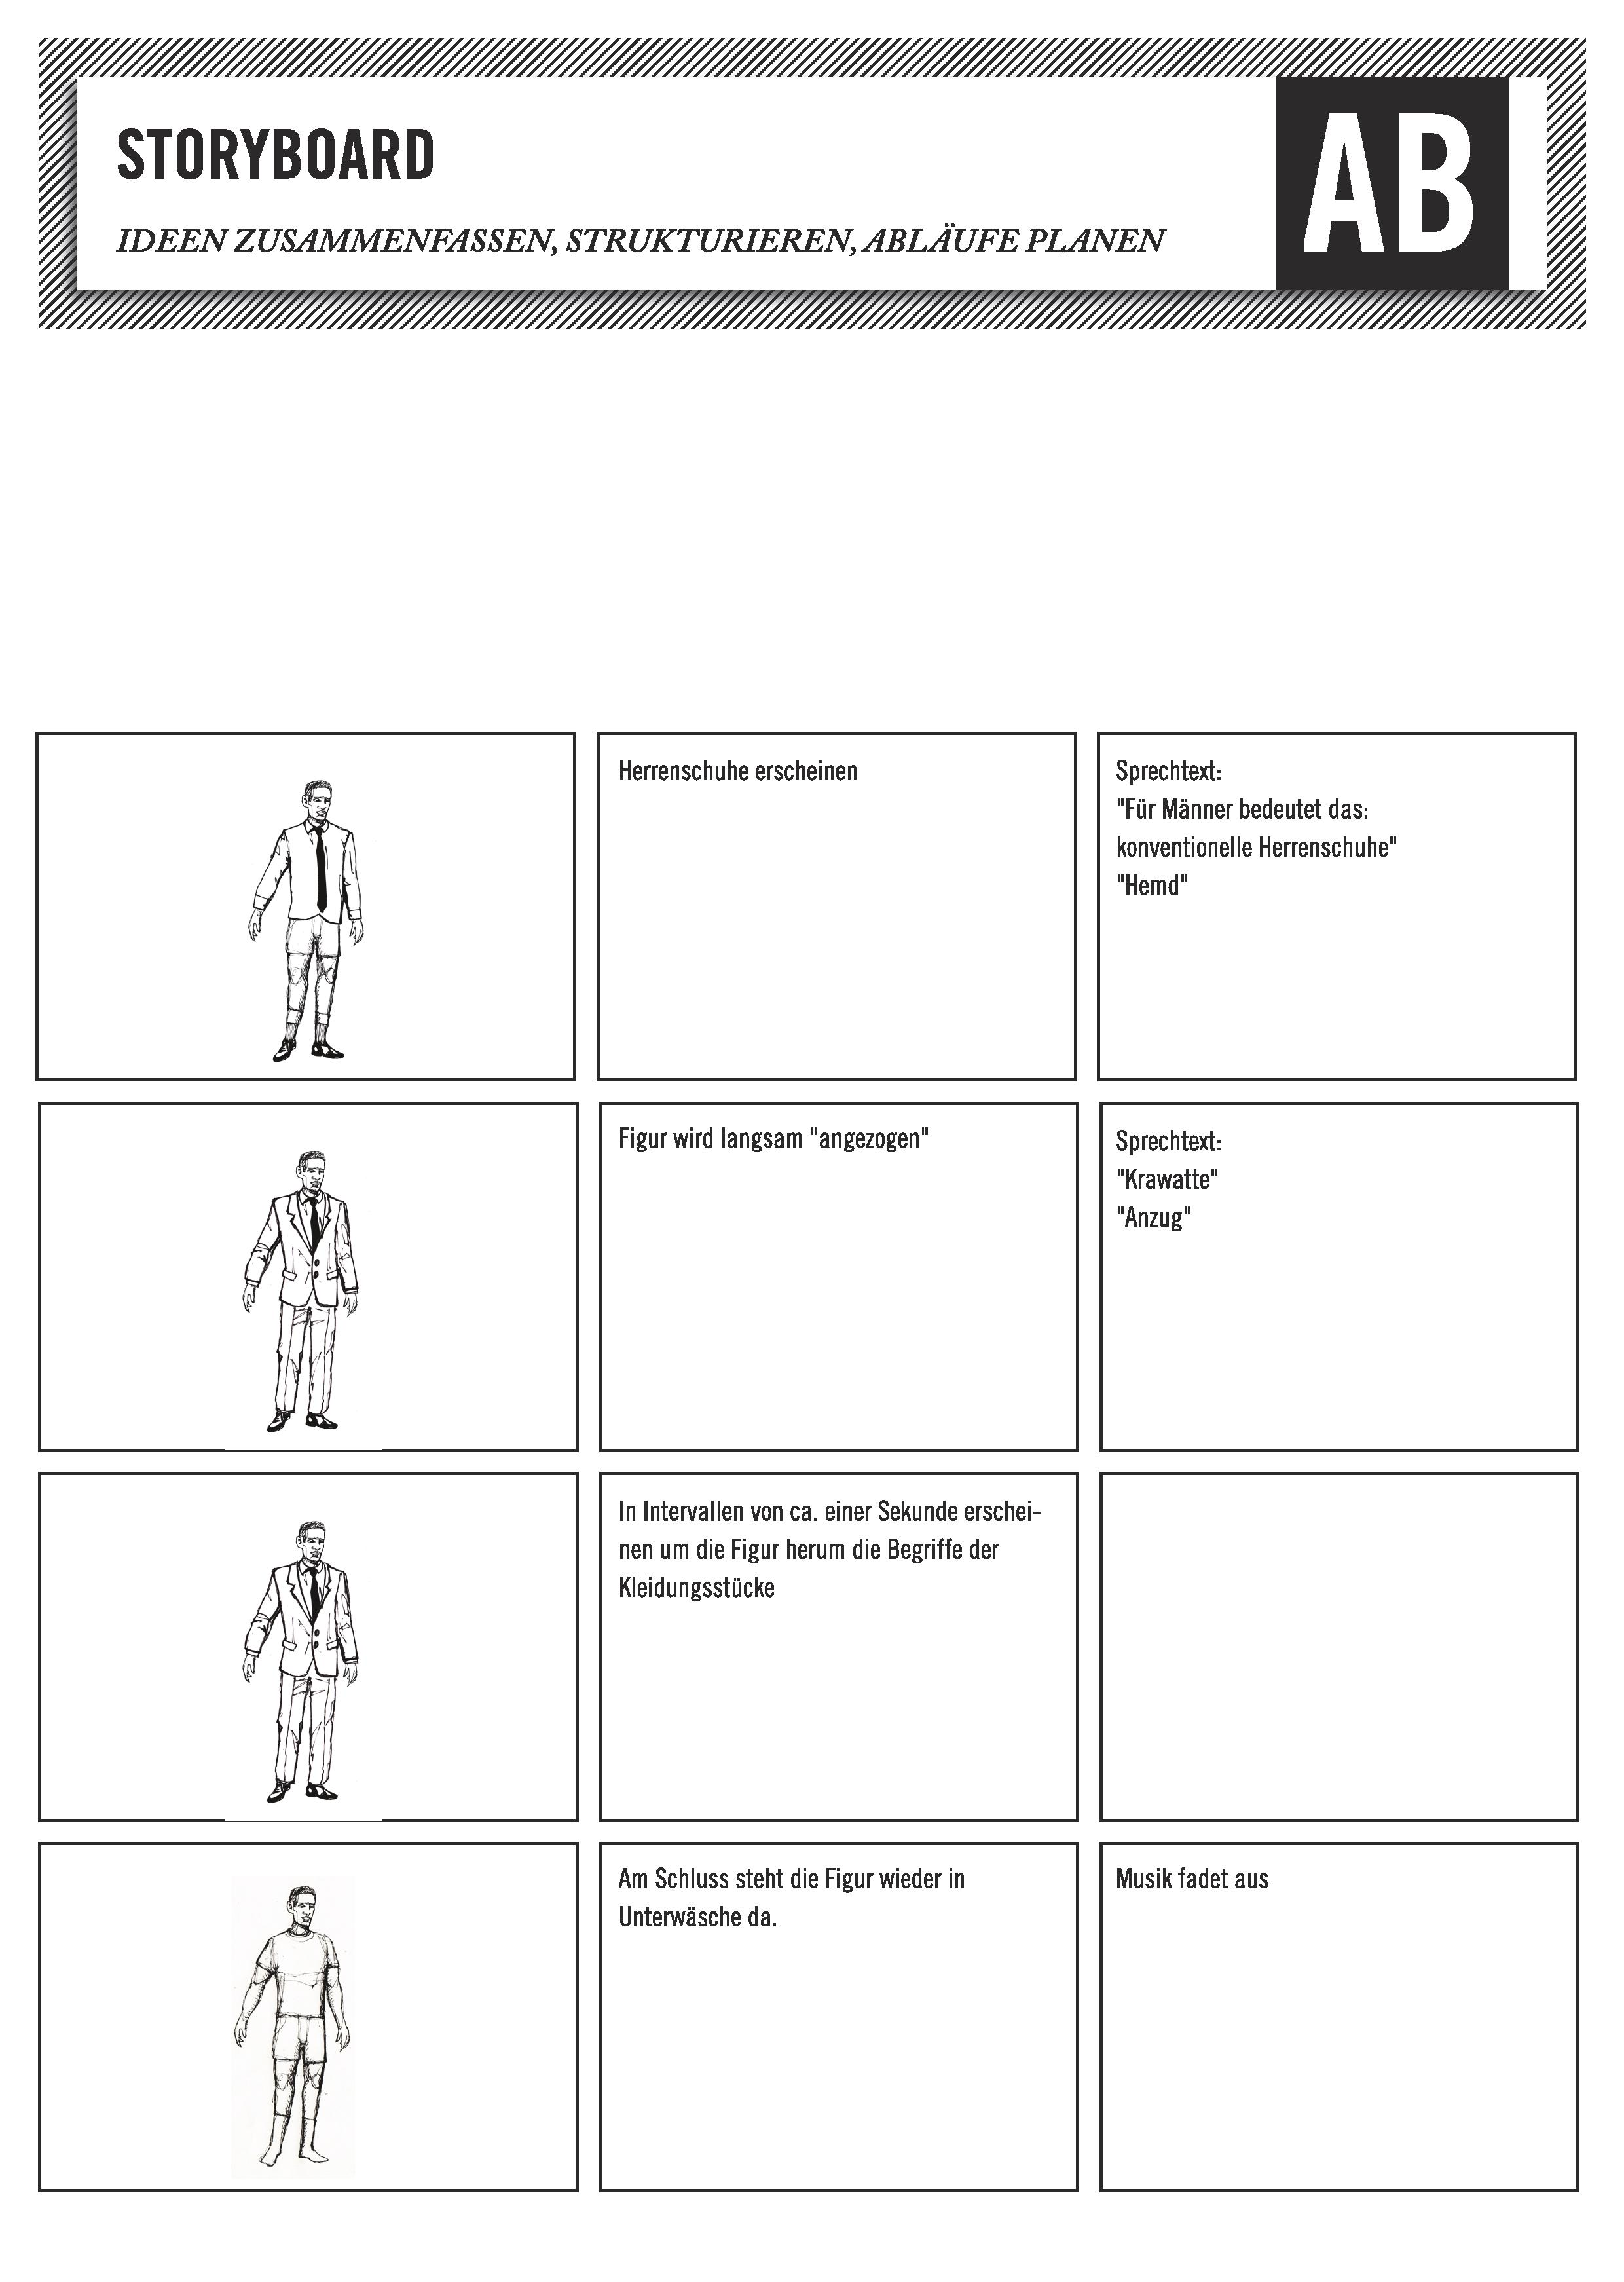 STORYBOARD
IDEEN ZUSAMMENFASSEN, STRUKTURIEREN, ABLÄUFE PLANEN
AB
Herrenschuhe erscheinen
Sprechtext:
"Für Männer bedeutet das:
konventionelle Herrenschuhe"
"Hemd"
Figur wird langsam "angezogen"
Sprechtext:
"Krawatte"
"Anzug"
In Intervallen von ca. einer Sekunde erschei-
nen um die Figur herum die Begriffe der
Kleidungsstücke
Am Schluss steht die Figur wieder in
Unterwäsche da.
Musik fadet aus